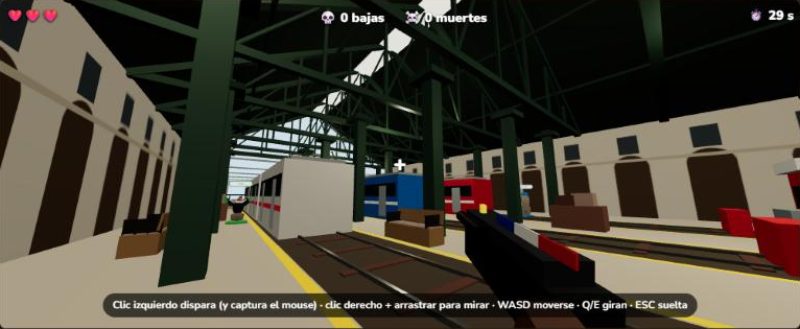 0 bajas
0 muertes
29 s
Clic izquierdo dispara (y captura el mouse) · clic derecho + arrastrar para mirar · WASD moverse · Q/E giran · ESC suelta